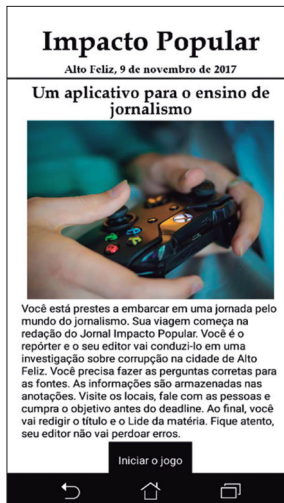 Impacto Popular
Alto Feliz, 9 de novembro de 2017
Um aplicativo para o ensino de
jornalismo
Você está prestes a embarcar em uma jornada pelo
mundo do jornalismo. Sua viagem começa na
redação do Jornal Impacto Popular. Você é o
repórter e o seu editor vai conduzi-lo em uma
investigação sobre corrupção na cidade de Alto
Feliz. Você precisa fazer as perguntas corretas para
as fontes. As informações são armazenadas nas
anotações. Visite os locais, fale com as pessoas e
cumpra o objetivo antes do deadline. Ao final, você
vai redigir o título e o Lide da matéria. Fique atento,
seu editor não vai perdoar erros.
Iniciar o jogo